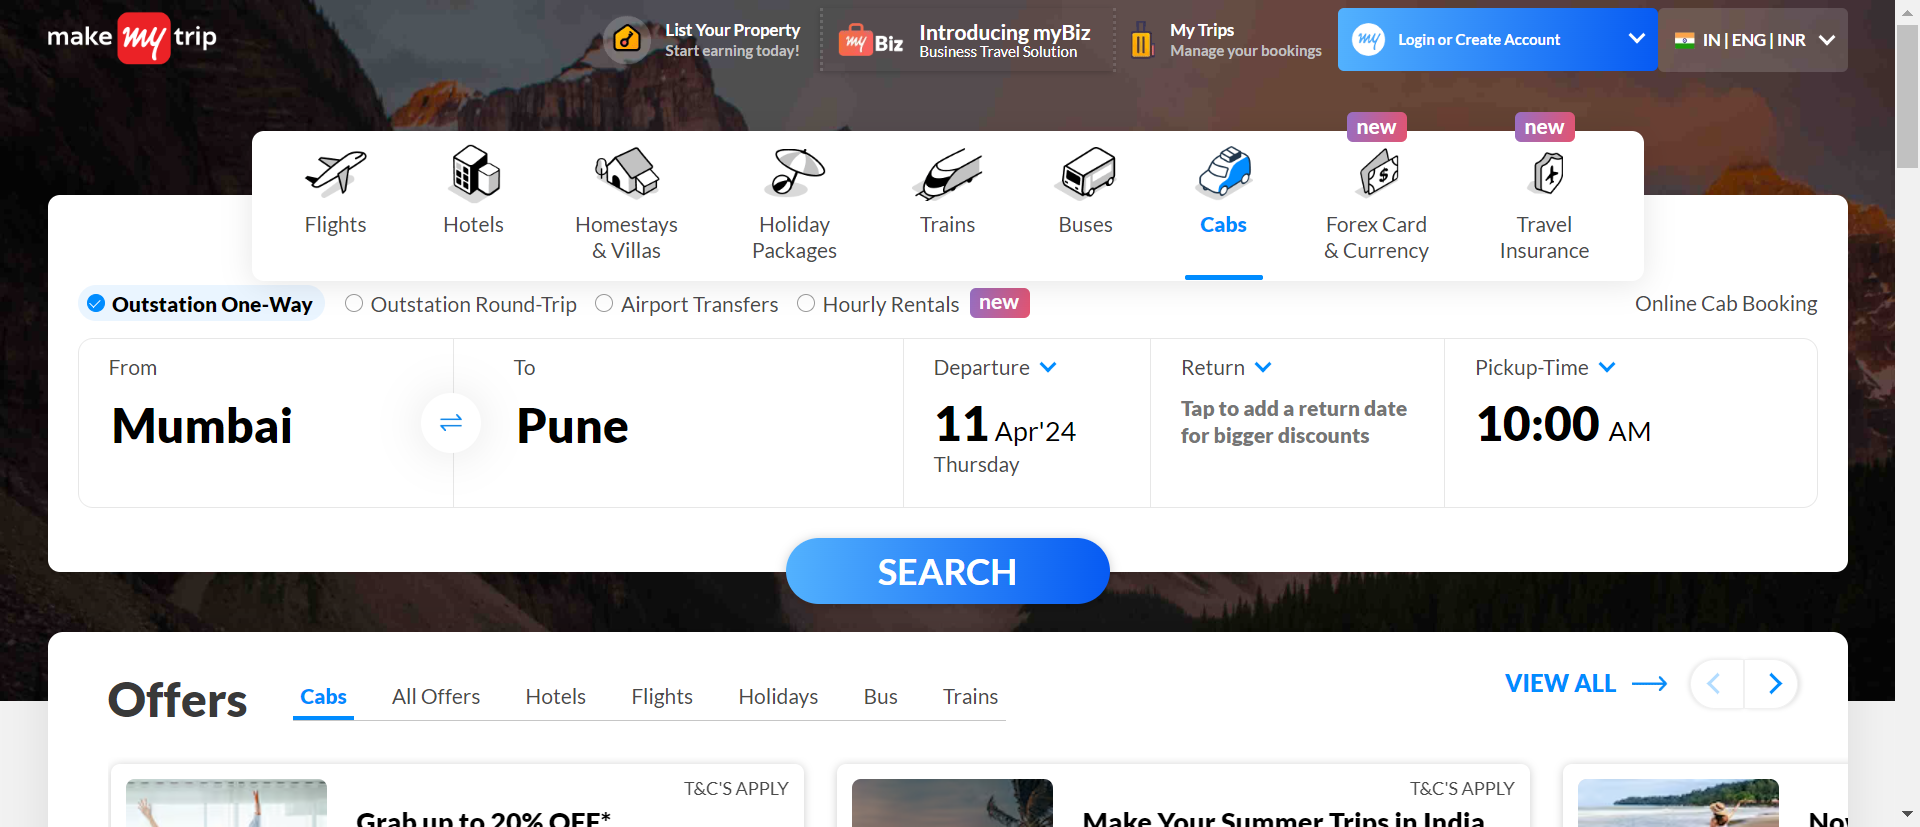 make my trip
List Your Property
Start earning today!
my Biz
Introducing myBiz
Business Travel Solution
My Trips
Manage your bookings
my
Login or Create Account
IN | ENG | INR
new
new
Flights
Hotels
Homestays
& Villas
Holiday
Packages
Trains
Buses
Cabs
Forex Card
& Currency
Travel
Insurance
Outstation One-Way
Outstation Round-Trip
Airport Transfers
Hourly Rentals
new
Online Cab Booking
From
Mumbai
To
Pune
Departure
11 Apr'24
Thursday
Return
Tap to add a return date
for bigger discounts
Pickup-Time
10:00 AM
SEARCH
Offers
Cabs
All Offers
Hotels
Flights
Holidays
Bus
Trains
VIEW ALL
T&C'S APPLY
Grab up to 20% OFF*
T&C'S APPLY
Make Your Summer Trips in India